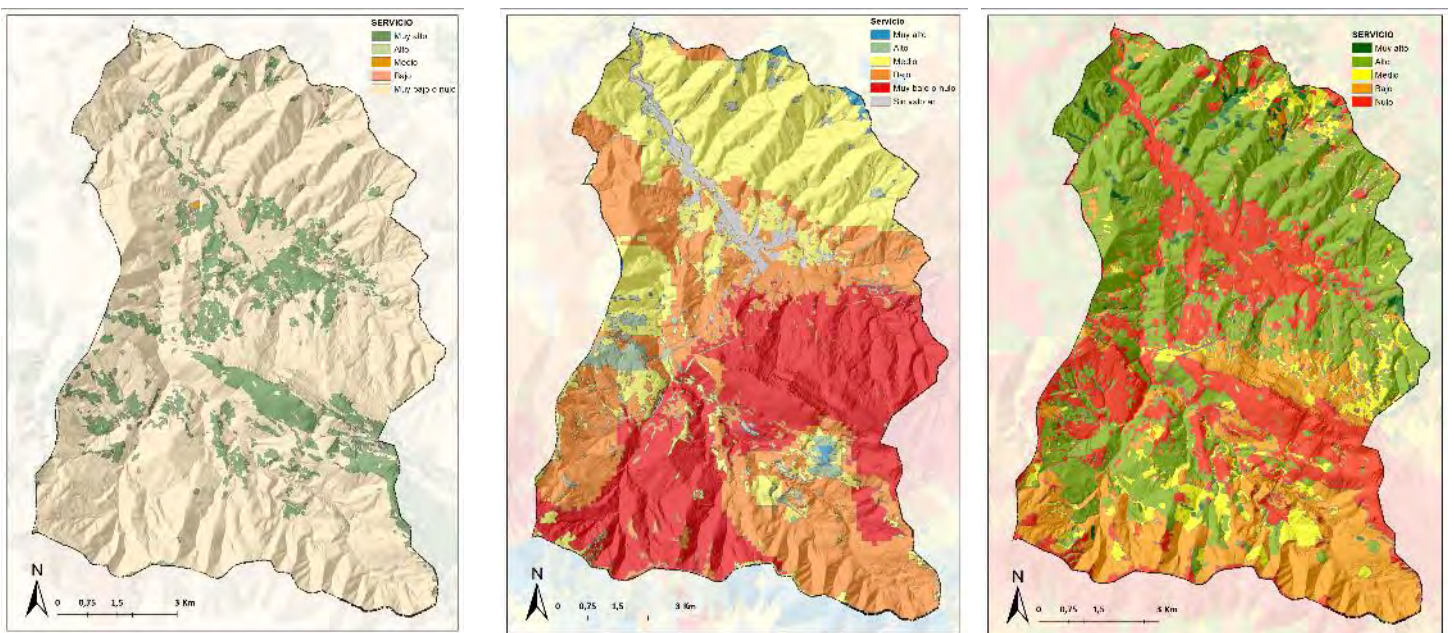 SERVICIO
Muy alto
Alto
Medio
Bajo
Muy bajo o nulo
N
0 0,75 1,5 3 Km
Servicio
Muy alto
Alto
Medio
Bajo
Muy bajo o nulo
Sin valorar
N
0 0,75 1,5 3 Km
SERVICIO
Muy alto
Alto
Medio
Bajo
Nulo
N
0 0,75 1,5 3 Km